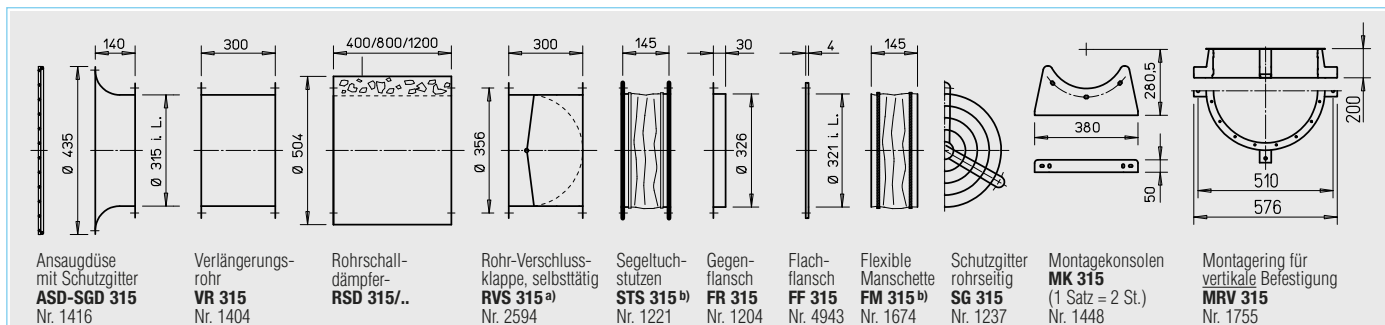 140
300
400/800/1200
300
145
30
4
145
280.5
200
Ø 435
Ø 315 i. L.
Ø 504
Ø 356
Ø 326
Ø 321 i. L.
380
50
510
576
Ansaugdüse
mit Schutzgitter
ASD-SGD 315
Nr. 1416
Verlängerungs-
rohr
VR 315
Nr. 1404
Rohrschall-
dämpfer-
RSD 315/..
Rohr-Verschluss-
klappe, selbsttätig
RVS 315 a)
Nr. 2594
Segeltuch-
stutzen
STS 315 b)
Nr. 1221
Gegen-
flansch
FR 315
Nr. 1204
Flach-
flansch
FF 315
Nr. 4943
Flexible
Manschette
FM 315 b)
Nr. 1674
Schutzgitter
rohrseitig
SG 315
Nr. 1237
Montagekonsolen
MK 315
(1 Satz = 2 St.)
Nr. 1448
Montagering für
vertikale Befestigung
MRV 315
Nr. 1755